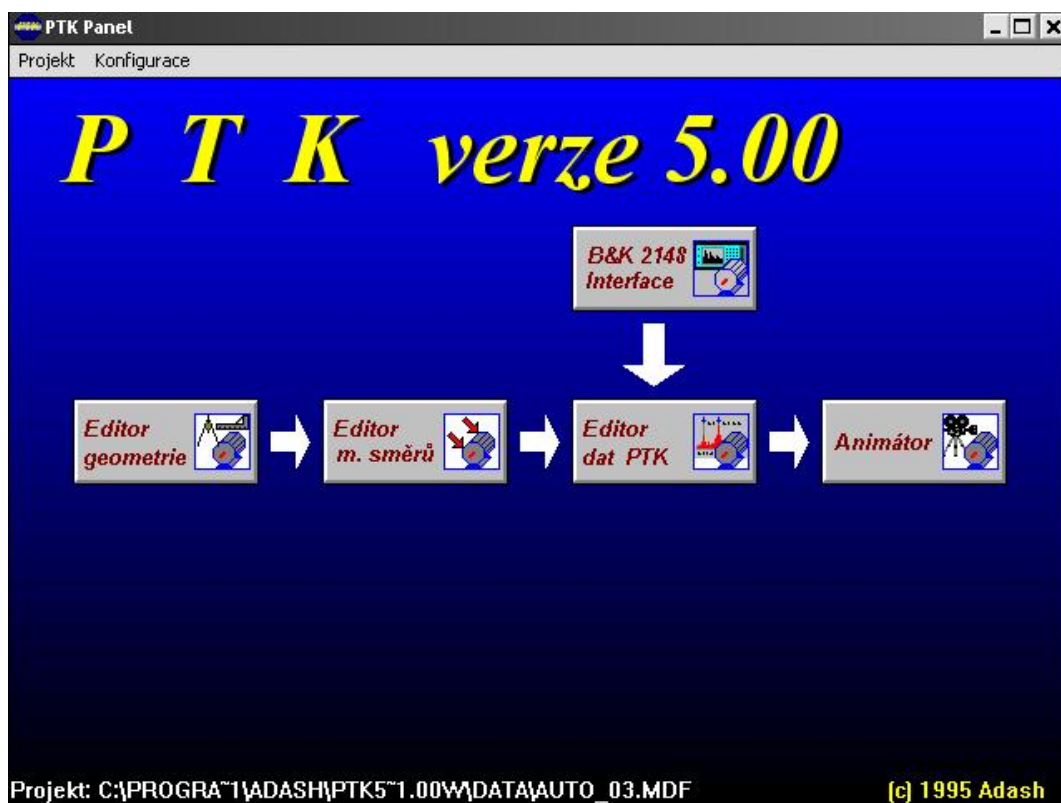 PTK Panel
Projekt Konfigurace
P T K verze 5.00
B&K 2148
Interface
Editor
geometrie
Editor
m. směrů
Editor
dat PTK
Animátor
Projekt: C:\PROGRA~1\ADASH\PTK5~1.00W\DATA\AUTO_03.MDF
(c) 1995 Adash